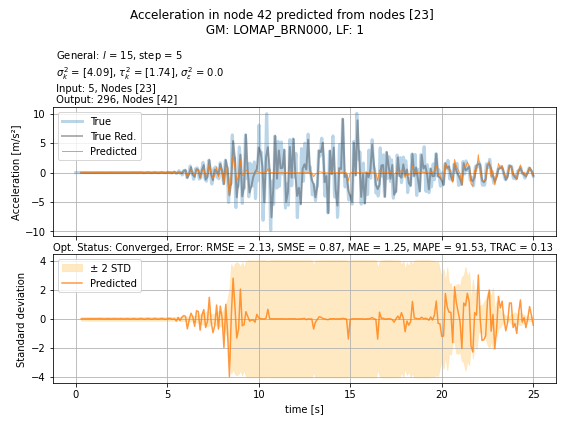 Acceleration in node 42 predicted from nodes [23]
GM: LOMAP_BRN000, LF: 1
General: l = 15, step = 5
σ_k² = [4.09], τ_k² = [1.74], σ_ε² = 0.0
Input: 5, Nodes [23]
Output: 296, Nodes [42]
Acceleration [m/s²]
10
5
0
−5
−10
True
True Red.
Predicted
Opt. Status: Converged, Error: RMSE = 2.13, SMSE = 0.87, MAE = 1.25, MAPE = 91.53, TRAC = 0.13
Standard deviation
4
2
0
−2
−4
± 2 STD
Predicted
0 5 10 15 20 25
time [s]